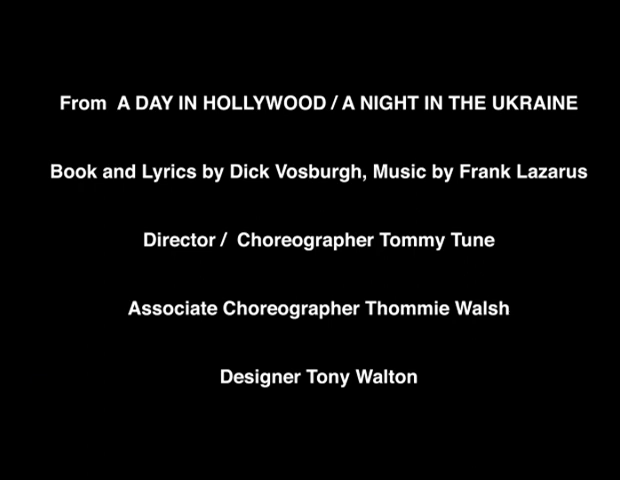 From  A DAY IN HOLLYWOOD / A NIGHT IN THE UKRAINE
Book and Lyrics by Dick Vosburgh, Music by Frank Lazarus
Director /  Choreographer Tommy Tune
Associate Choreographer Thommie Walsh
Designer Tony Walton